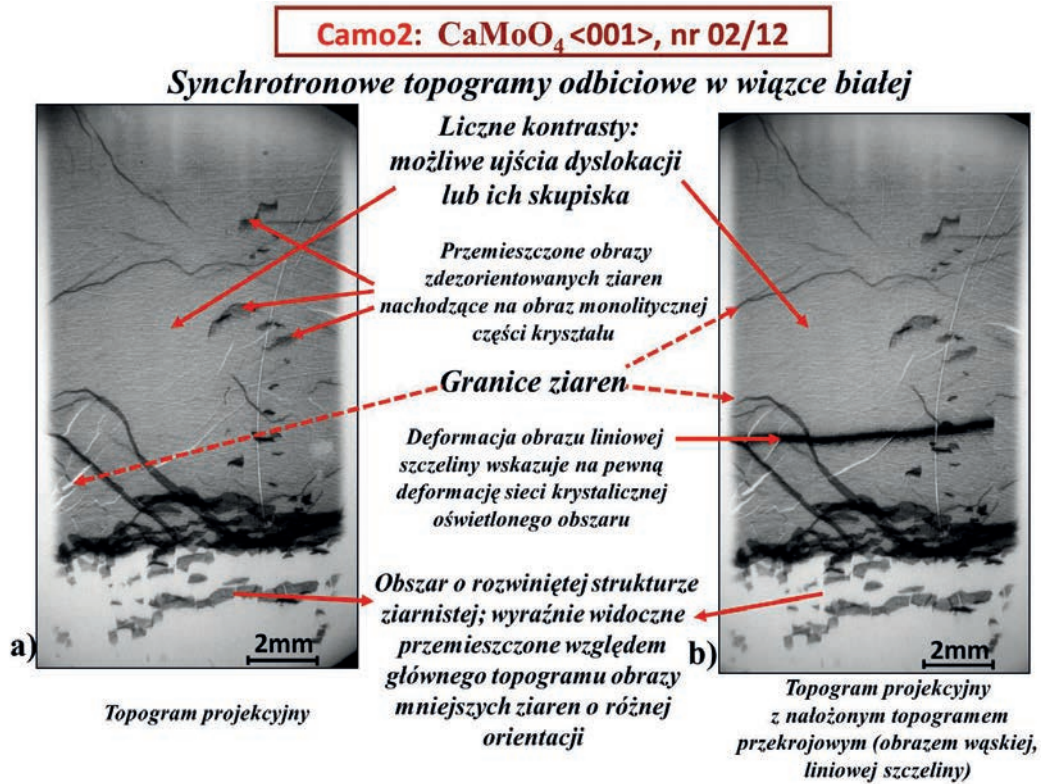 Camo2: CaMoO₄ <001>, nr 02/12
Synchrotronowe topogramy odbiciowe w wiązce białej
Liczne kontrasty:
możliwe ujścia dyslokacji
lub ich skupiska
Przemieszczone obrazy
zdezorientowanych ziaren
nachodzące na obraz monolitycznej
części kryształu
Granice ziaren
Deformacja obrazu liniowej
szczeliny wskazuje na pewną
deformację sieci krystalicznej
oświetlonego obszaru
Obszar o rozwiniętej strukturze
ziarnistej; wyraźnie widoczne
przemieszczone względem
głównego topogramu obrazy
mniejszych ziaren o różnej
orientacji
a)
2mm
Topogram projekcyjny
b)
2mm
Topogram projekcyjny
z nałożonym topogramem
przekrojowym (obrazem wąskiej,
liniowej szczeliny)